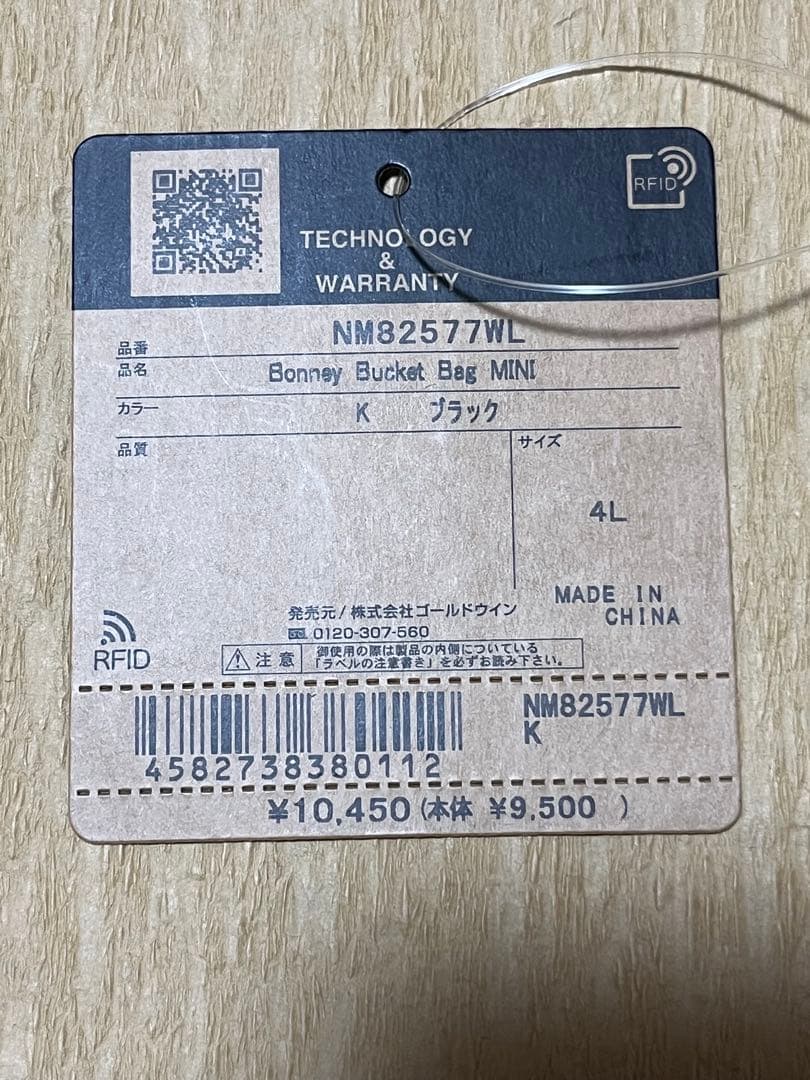 RFID
TECHNOLOGY
&
WARRANTY
品番 NM82577WL
品名 Bonney Bucket Bag MINI
カラー K ブラック
品質
サイズ
4L
MADE IN
CHINA
発売元/株式会社ゴールドウイン
0120-307-560
RFID
注意
御使用の際は製品の内側についている
「ラベルの注意書き」を必ずお読み下さい。
NM82577WL
K
4582738380112
¥10,450(本体 ¥9,500 )